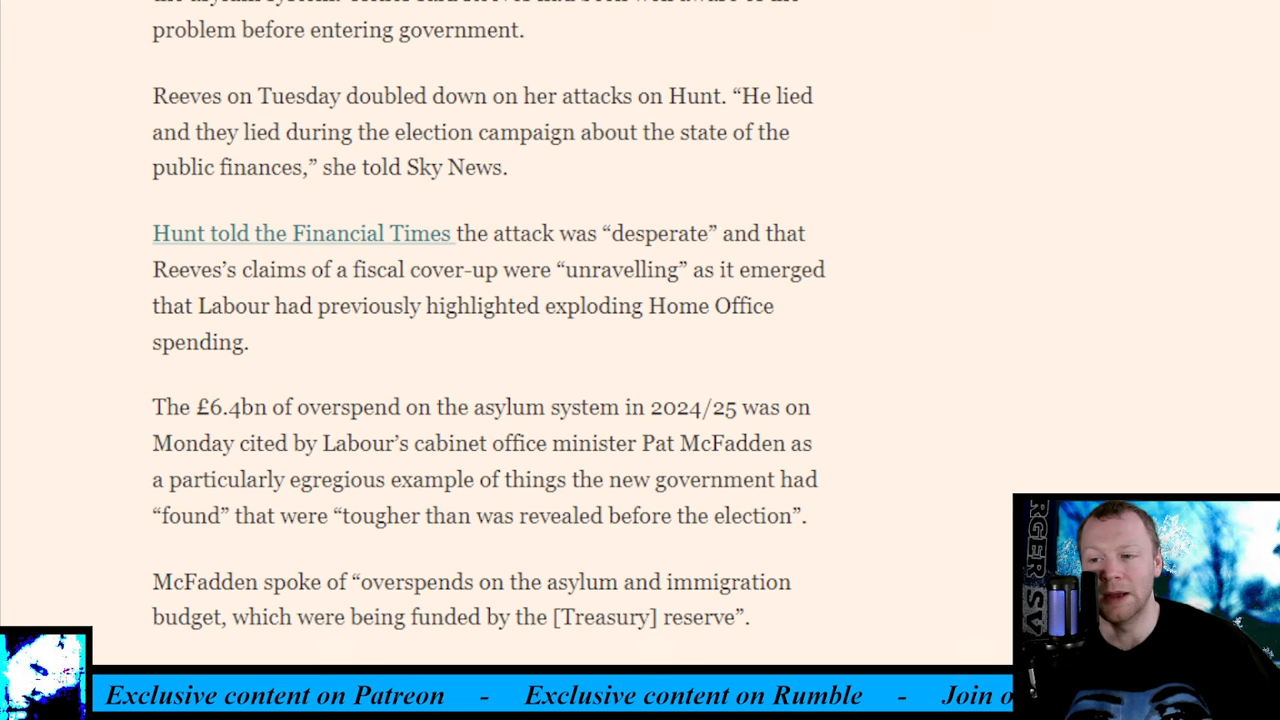 problem before entering government.
Reeves on Tuesday doubled down on her attacks on Hunt. “He lied
and they lied during the election campaign about the state of the
public finances,” she told Sky News.
Hunt told the Financial Times the attack was “desperate” and that
Reeves’s claims of a fiscal cover-up were “unravelling” as it emerged
that Labour had previously highlighted exploding Home Office
spending.
The £6.4bn of overspend on the asylum system in 2024/25 was on
Monday cited by Labour’s cabinet office minister Pat McFadden as
a particularly egregious example of things the new government had
“found” that were “tougher than was revealed before the election”.
McFadden spoke of “overspends on the asylum and immigration
budget, which were being funded by the [Treasury] reserve”.
Exclusive content on Patreon - Exclusive content on Rumble - Join o